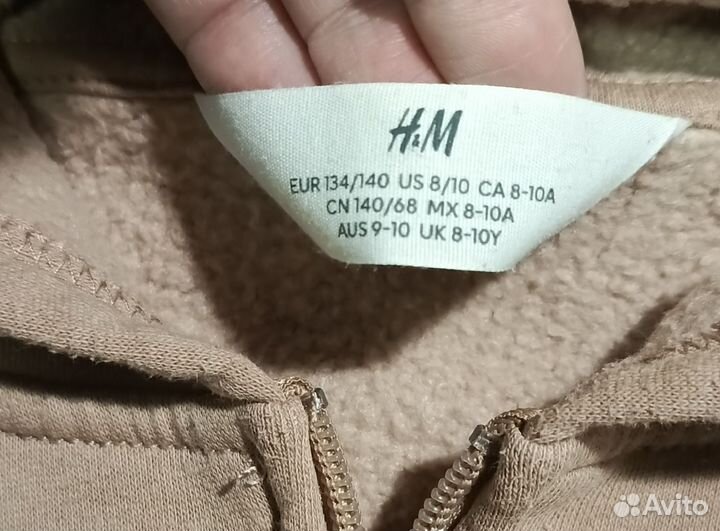 H&M
EUR 134/140 US 8/10 CA 8-10A
CN 140/68 MX 8-10A
AUS 9-10 UK 8-10Y
Avito